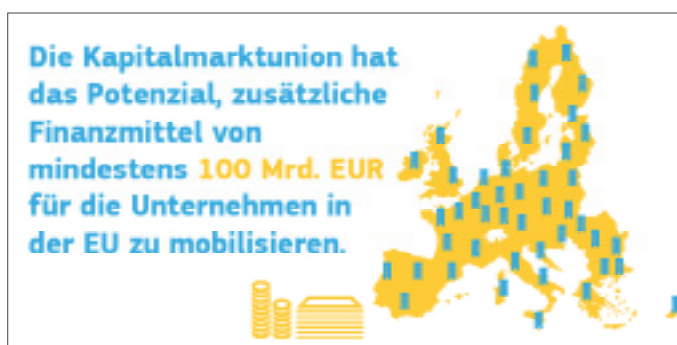 Die Kapitalmarktunion hat
das Potenzial, zusätzliche
Finanzmittel von
mindestens 100 Mrd. EUR
für die Unternehmen in
der EU zu mobilisieren.